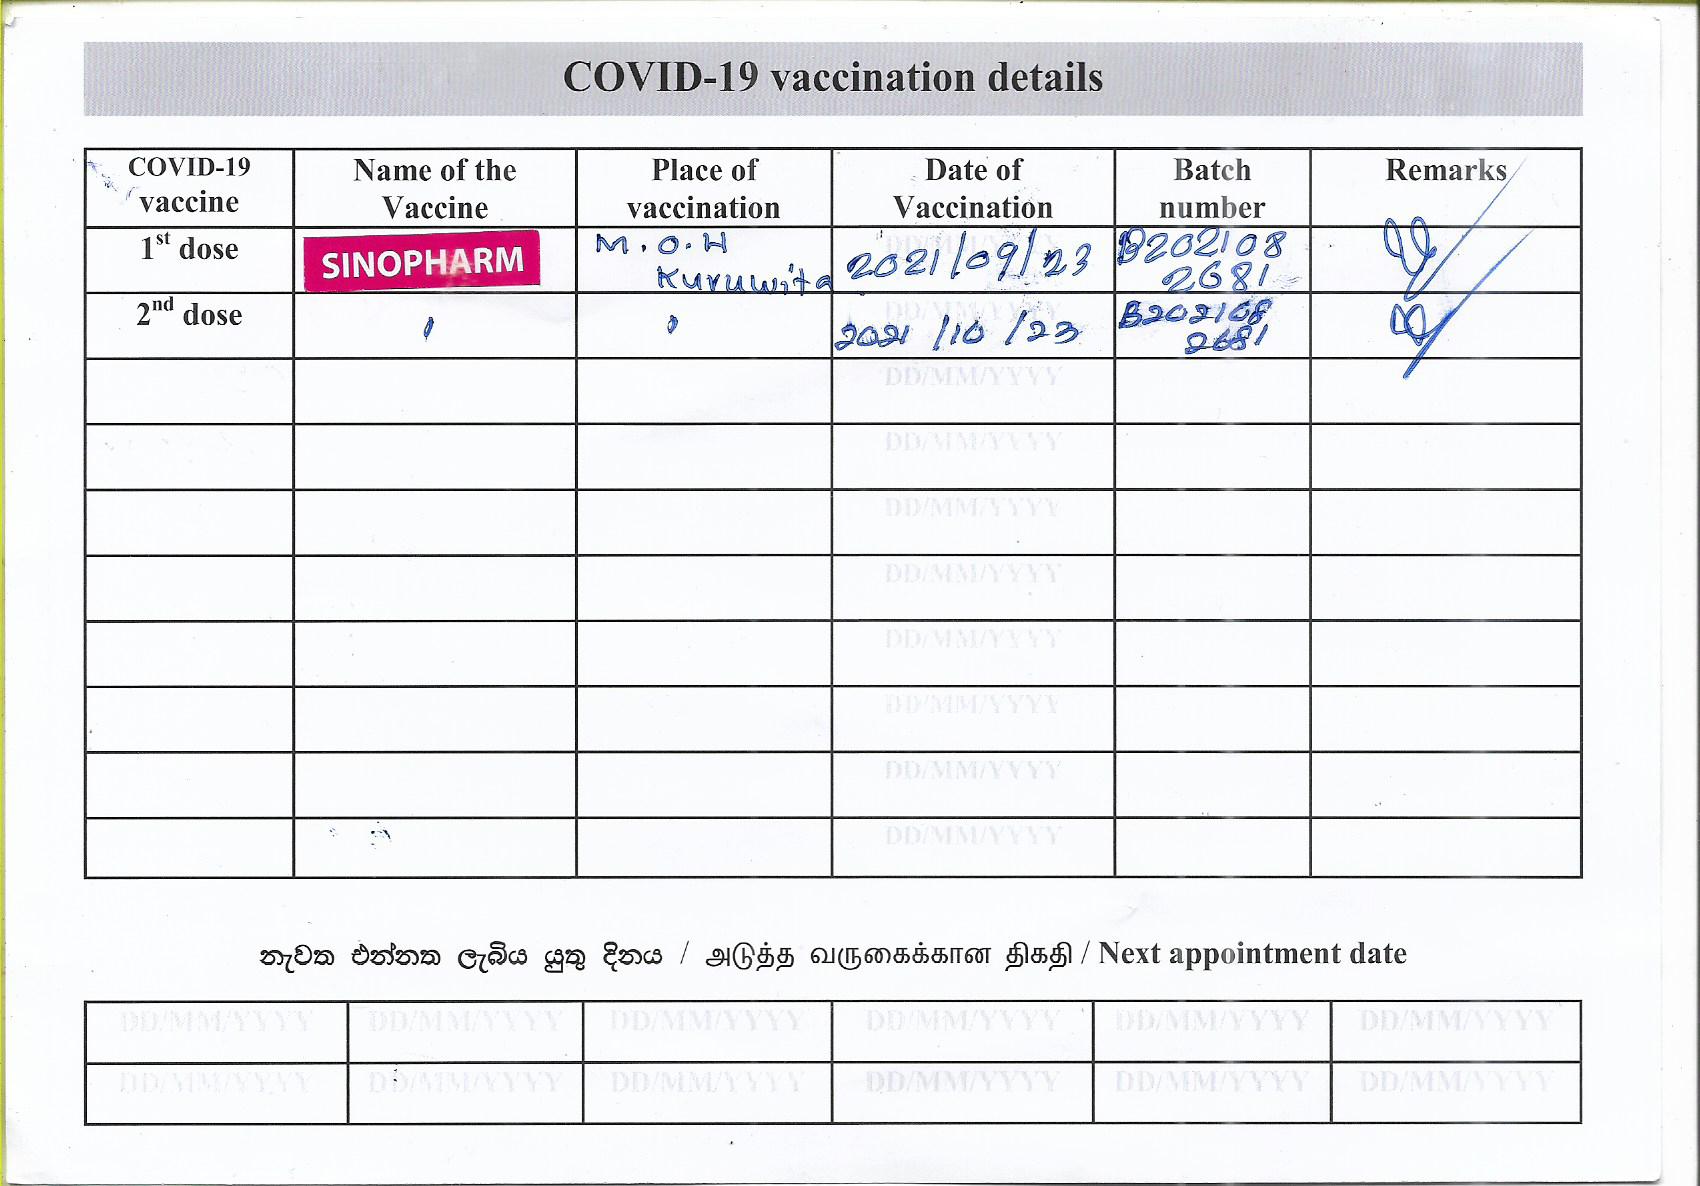 COVID-19 vaccination details
COVID-19 vaccine
Name of the Vaccine
Place of vaccination
Date of Vaccination
Batch number
Remarks
1st dose
SINOPHARM
M.O.H
Kuruwita
2021/09/23
B202108
2681
2nd dose
"
"
2021/10/23
B202108
2681
DD/MM/YYYY
DD/MM/YYYY
DD/MM/YYYY
DD/MM/YYYY
DD/MM/YYYY
DD/MM/YYYY
DD/MM/YYYY
DD/MM/YYYY
නැවත එන්නත ලැබිය යුතු දිනය / அடுத்த வருகைக்கான திகதி / Next appointment date
DD/MM/YYYY DD/MM/YYYY DD/MM/YYYY DD/MM/YYYY DD/MM/YYYY DD/MM/YYYY
DD/MM/YYYY DD/MM/YYYY DD/MM/YYYY DD/MM/YYYY DD/MM/YYYY DD/MM/YYYY